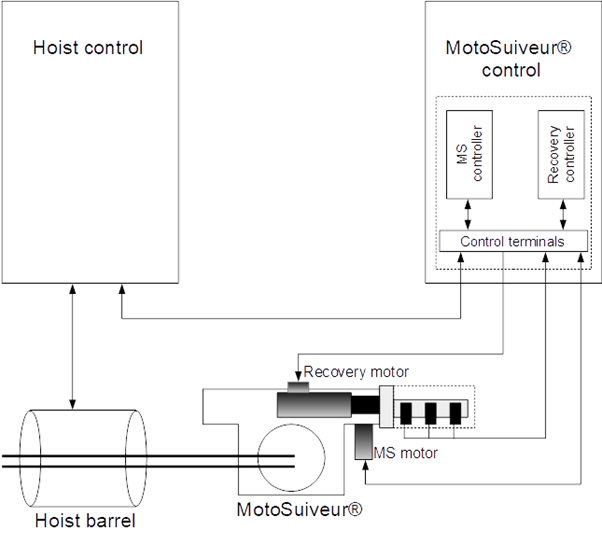 Hoist control
MotoSuiveur®
control
MS
controller
Recovery
controller
Control terminals
Recovery motor
MS motor
MotoSuiveur®
Hoist barrel